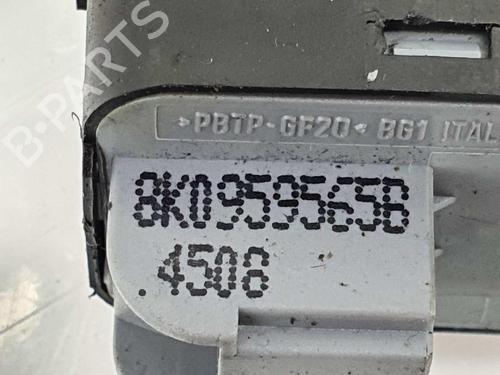 B-PARTS
>PBTP-GF20< BG1 ITAL
8K0959565B
.4508